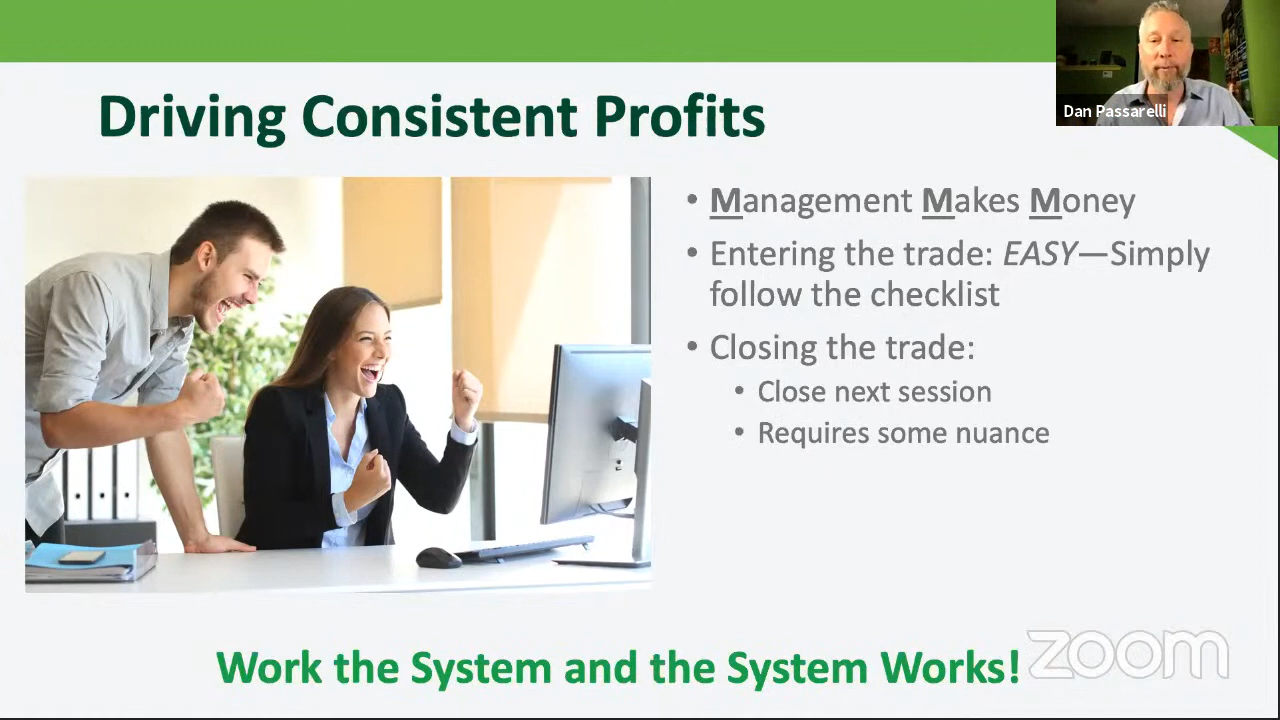 Dan Passarelli
Driving Consistent Profits
• Management Makes Money
• Entering the trade: EASY—Simply
follow the checklist
• Closing the trade:
• Close next session
• Requires some nuance
Work the System and the System Works!
zoom